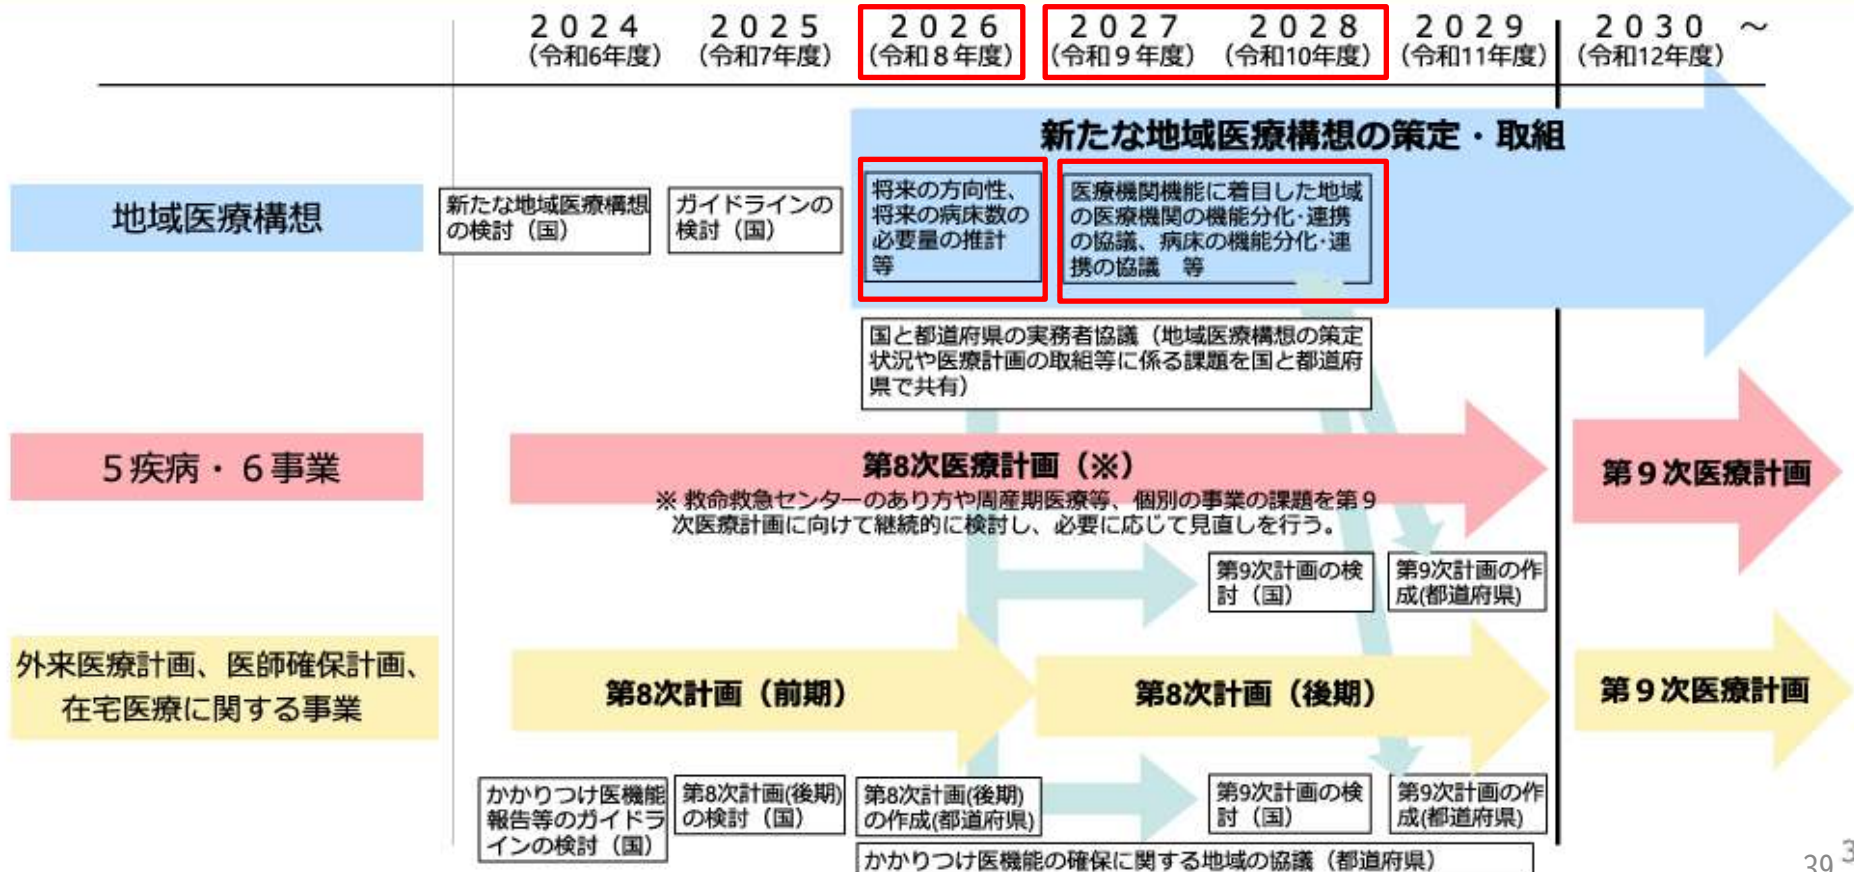 ２０２４
（令和6年度）
２０２５
（令和7年度）
２０２６
（令和８年度）
２０２７
（令和９年度）
２０２８
（令和10年度）
２０２９
（令和11年度）
２０３０ ～
（令和12年度）
新たな地域医療構想の策定・取組
地域医療構想
新たな地域医療構想
の検討（国）
ガイドラインの
検討（国）
将来の方向性、
将来の病床数の
必要量の推計
等
医療機関機能に着目した地域
の医療機関の機能分化･連携
の協議、病床の機能分化･連
携の協議　等
国と都道府県の実務者協議（地域医療構想の策定
状況や医療計画の取組等に係る課題を国と都道府
県で共有）
５疾病・６事業
第8次医療計画（※）
※ 救命救急センターのあり方や周産期医療等、個別の事業の課題を第９
次医療計画に向けて継続的に検討し、必要に応じて見直しを行う。
第９次医療計画
第9次計画の検
討（国）
第9次計画の作
成(都道府県)
外来医療計画、医師確保計画、
在宅医療に関する事業
第8次計画（前期）
第8次計画（後期）
第９次医療計画
かかりつけ医機能
報告等のガイドラ
インの検討（国）
第8次計画(後期)
の検討（国）
第8次計画(後期)
の作成(都道府県)
第9次計画の検
討（国）
第9次計画の作
成(都道府県)
かかりつけ医機能の確保に関する地域の協議（都道府県）
39